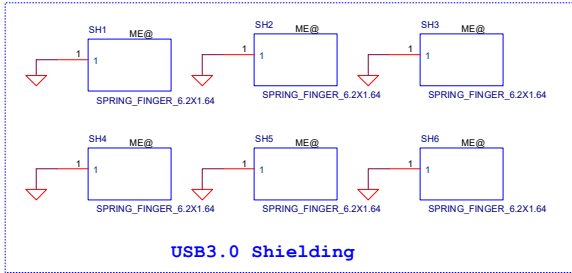 SH1 ME@ SH2 ME@ SH3 ME@
1 1 1 1 1 1
SPRING_FINGER_6.2X1.64 SPRING_FINGER_6.2X1.64 SPRING_FINGER_6.2X1.64
SH4 ME@ SH5 ME@ SH6 ME@
1 1 1 1 1 1
SPRING_FINGER_6.2X1.64 SPRING_FINGER_6.2X1.64 SPRING_FINGER_6.2X1.64
USB3.0 Shielding